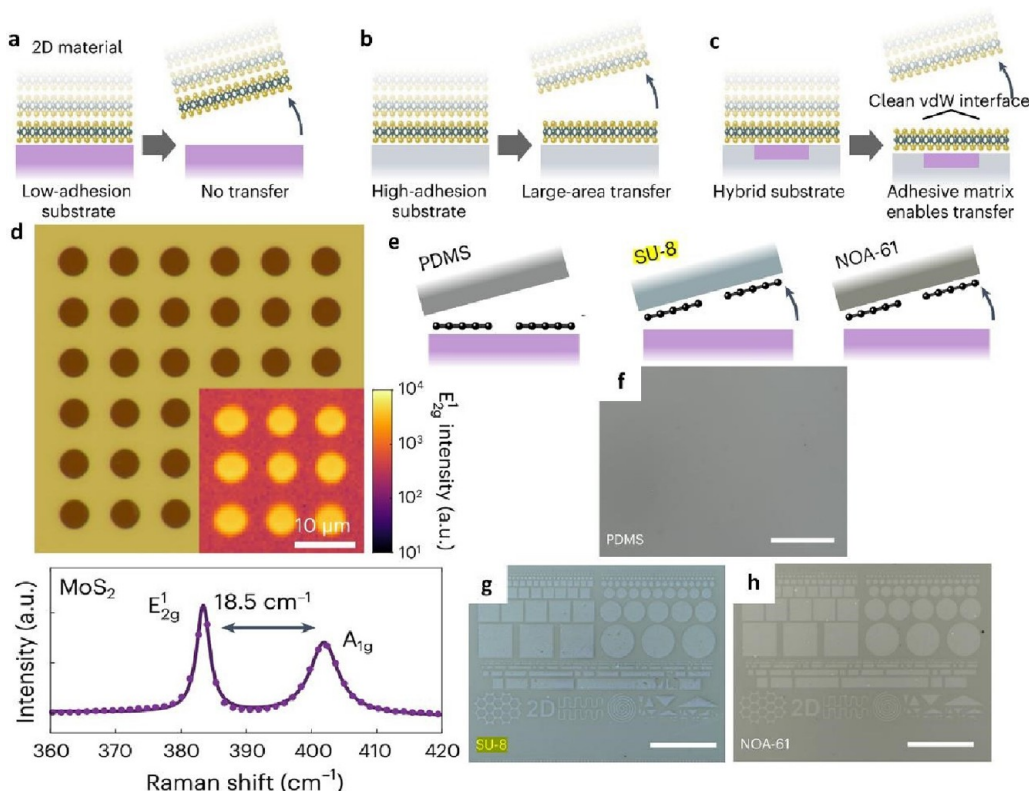 a
2D material
Low-adhesion
substrate
No transfer
b
High-adhesion
substrate
Large-area transfer
c
Clean vdW interface
Hybrid substrate
Adhesive matrix
enables transfer
d
10 μm
10⁴
10³
10²
10¹
E¹₂g intensity (a.u.)
MoS₂
E¹₂g
18.5 cm⁻¹
A₁g
Intensity (a.u.)
360 370 380 390 400 410 420
Raman shift (cm⁻¹)
e
PDMS
SU-8
NOA-61
f
PDMS
g
2D
SU-8
h
2D
NOA-61